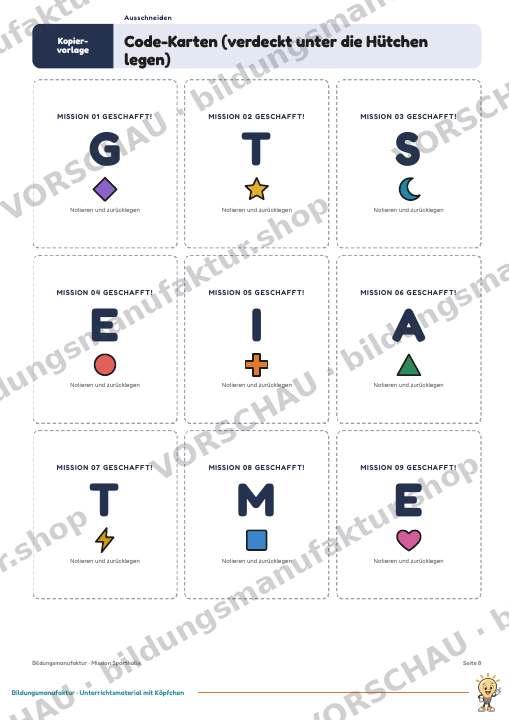 Ausschneiden
Kopier-
vorlage
Code-Karten (verdeckt unter die Hütchen
legen)
MISSION 01 GESCHAFFT!
G
Notieren und zurücklegen
MISSION 02 GESCHAFFT!
T
Notieren und zurücklegen
MISSION 03 GESCHAFFT!
S
Notieren und zurücklegen
MISSION 04 GESCHAFFT!
E
Notieren und zurücklegen
MISSION 05 GESCHAFFT!
I
Notieren und zurücklegen
MISSION 06 GESCHAFFT!
A
Notieren und zurücklegen
MISSION 07 GESCHAFFT!
T
Notieren und zurücklegen
MISSION 08 GESCHAFFT!
M
Notieren und zurücklegen
MISSION 09 GESCHAFFT!
E
Notieren und zurücklegen
Bildungsmanufaktur · Mission Sporthalle
Seite 8
Bildungsmanufaktur · Unterrichtsmaterial mit Köpfchen
VORSCHAU · bildungsmanufaktur.shop